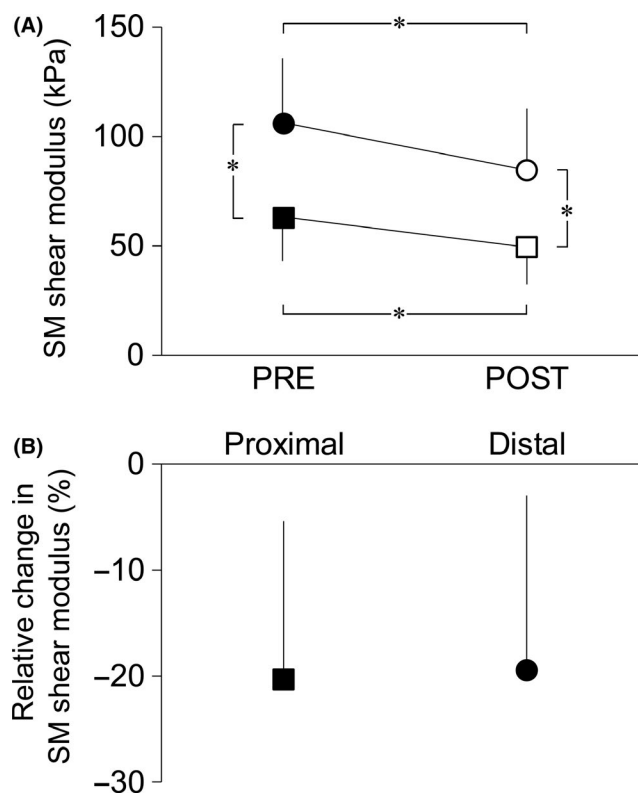 (A)
SM shear modulus (kPa)
150
100
50
0
*
*
*
*
PRE
POST
(B)
Proximal
Distal
Relative change in
SM shear modulus (%)
0
–10
–20
–30